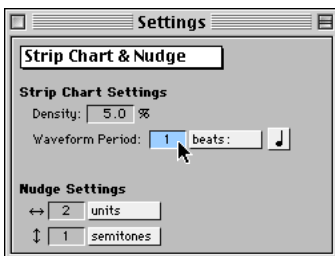 Settings
Strip Chart & Nudge
Strip Chart Settings
Density: 5.0 %
Waveform Period: 1 beats:
Nudge Settings
2 units
1 semitones